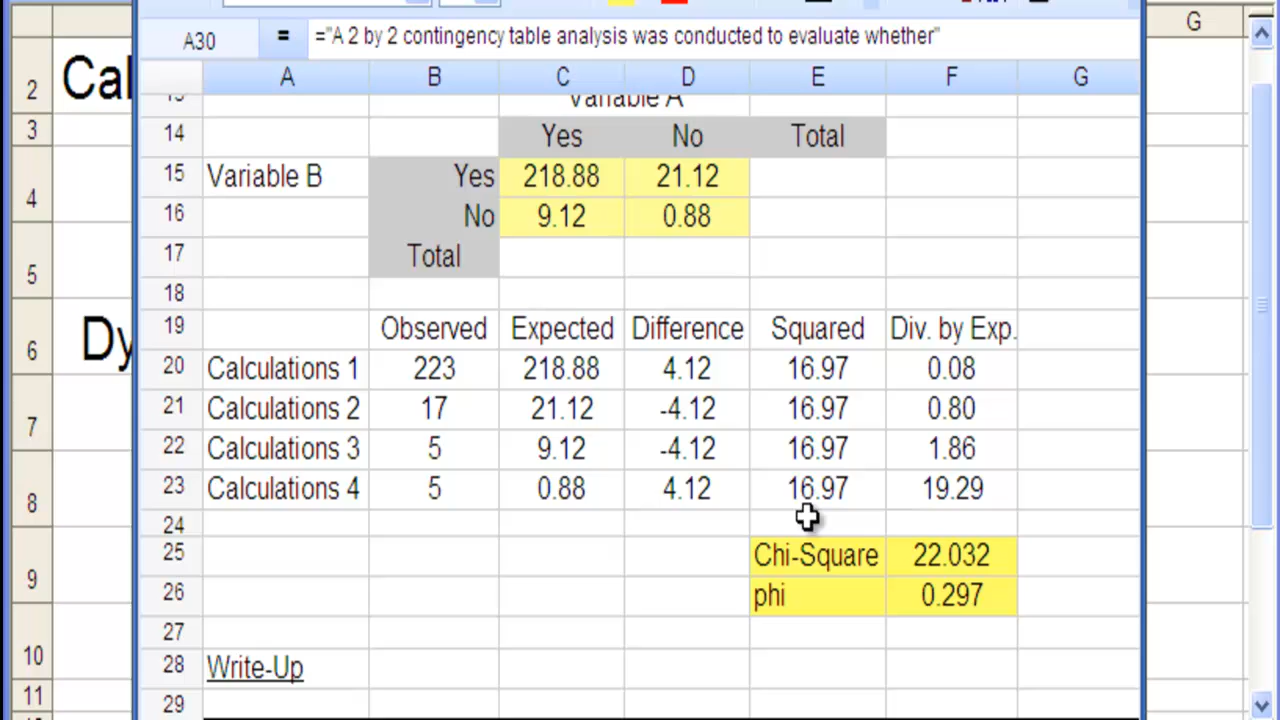 G
A30 = ="A 2 by 2 contingency table analysis was conducted to evaluate whether"
A B C D E F G
2 Cal
3
4
5
6 Dy
7
8
9
10
11
Variable A
14 Yes No Total
15 Variable B Yes 218.88 21.12
16 No 9.12 0.88
17 Total
18
19 Observed Expected Difference Squared Div. by Exp.
20 Calculations 1 223 218.88 4.12 16.97 0.08
21 Calculations 2 17 21.12 -4.12 16.97 0.80
22 Calculations 3 5 9.12 -4.12 16.97 1.86
23 Calculations 4 5 0.88 4.12 16.97 19.29
24
25 Chi-Square 22.032
26 phi 0.297
27
28 Write-Up
29